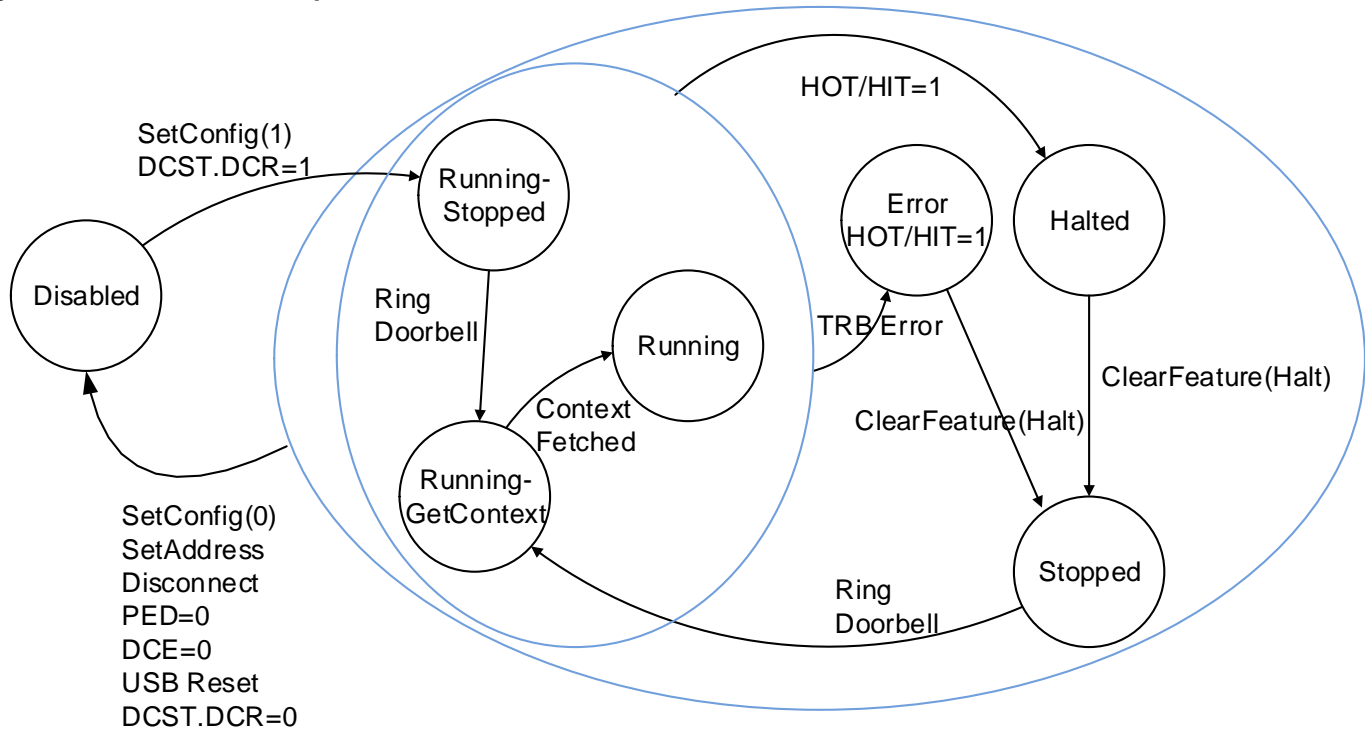 HOT/HIT=1
SetConfig(1)
DCST.DCR=1
Running-
Stopped
Error
HOT/HIT=1
Halted
Disabled
Ring
Doorbell
Running
TRB Error
Context
Fetched
ClearFeature(Halt)
ClearFeature(Halt)
Running-
GetContext
SetConfig(0)
SetAddress
Disconnect
PED=0
DCE=0
USB Reset
DCST.DCR=0
Stopped
Ring
Doorbell